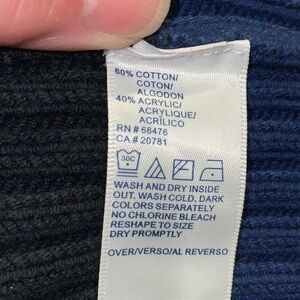 60% COTTON/
COTON/
ALGODON
40% ACRYLIC/
ACRYLIQUE/
ACRÍLICO
RN # 66476
CA # 20781
30C
WASH AND DRY INSIDE
OUT. WASH COLD. DARK
COLORS SEPARATELY
NO CHLORINE BLEACH
RESHAPE TO SIZE
DRY PROMPTLY
OVER/VERSO/AL REVERSO